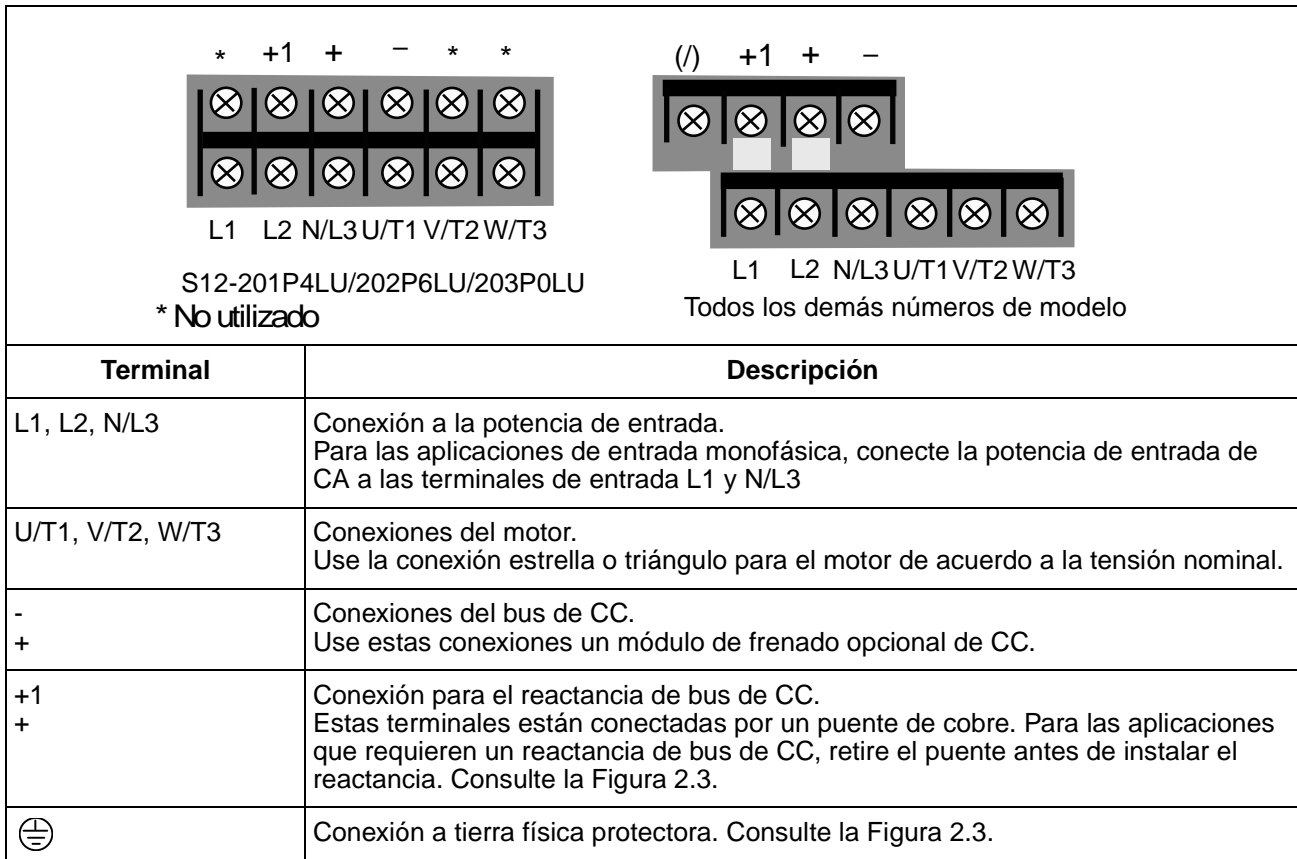 * +1 + – * *
L1 L2 N/L3 U/T1 V/T2 W/T3
S12-201P4LU/202P6LU/203P0LU
* No utilizado
(/) +1 + –
L1 L2 N/L3 U/T1 V/T2 W/T3
Todos los demás números de modelo
Terminal Descripción
L1, L2, N/L3
Conexión a la potencia de entrada.
Para las aplicaciones de entrada monofásica, conecte la potencia de entrada de
CA a las terminales de entrada L1 y N/L3
U/T1, V/T2, W/T3
Conexiones del motor.
Use la conexión estrella o triángulo para el motor de acuerdo a la tensión nominal.
-
+
Conexiones del bus de CC.
Use estas conexiones un módulo de frenado opcional de CC.
+1
+
Conexión para el reactancia de bus de CC.
Estas terminales están conectadas por un puente de cobre. Para las aplicaciones
que requieren un reactancia de bus de CC, retire el puente antes de instalar el
reactancia. Consulte la Figura 2.3.
Conexión a tierra física protectora. Consulte la Figura 2.3.